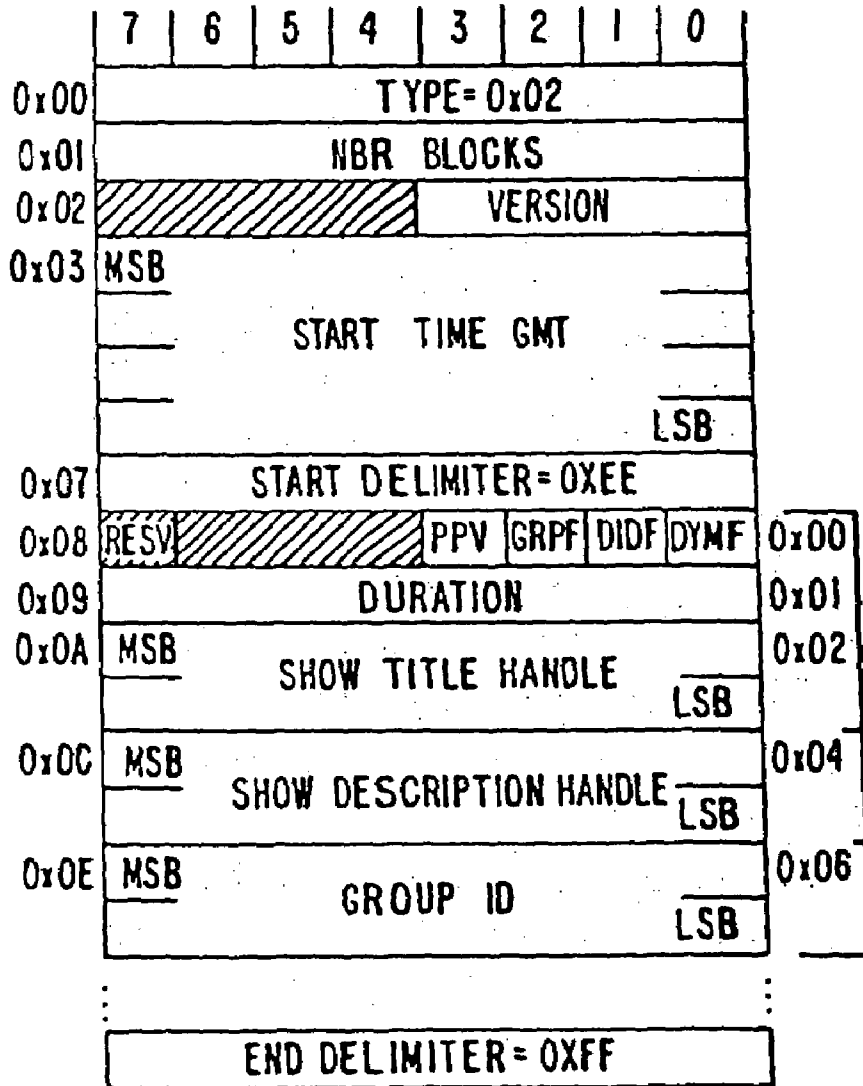 7 6 5 4 3 2 1 0
0x00 TYPE=0x02
0x01 NBR BLOCKS
0x02 VERSION
0x03 MSB
START TIME GMT
LSB
0x07 START DELIMITER=0XEE
0x08 RESV PPV GRPF DIDF DYMF 0x00
0x09 DURATION 0x01
0x0A MSB 0x02
SHOW TITLE HANDLE
LSB
0x0C MSB 0x04
SHOW DESCRIPTION HANDLE
LSB
0x0E MSB 0x06
GROUP ID
LSB
END DELIMITER=0XFF